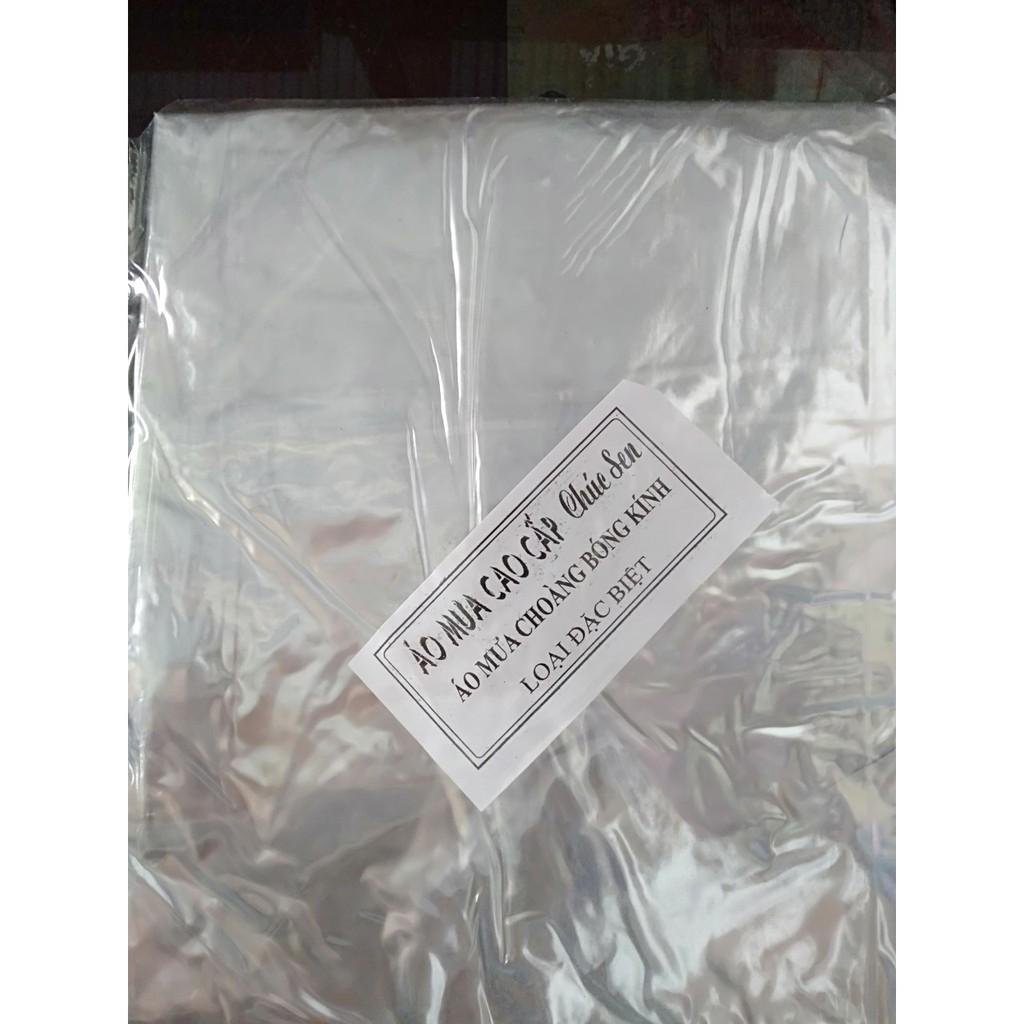 ÁO MƯA CAO CẤP Chúc Sen
ÁO MƯA CHOÀNG BÓNG KÍNH
LOẠI ĐẶC BIỆT